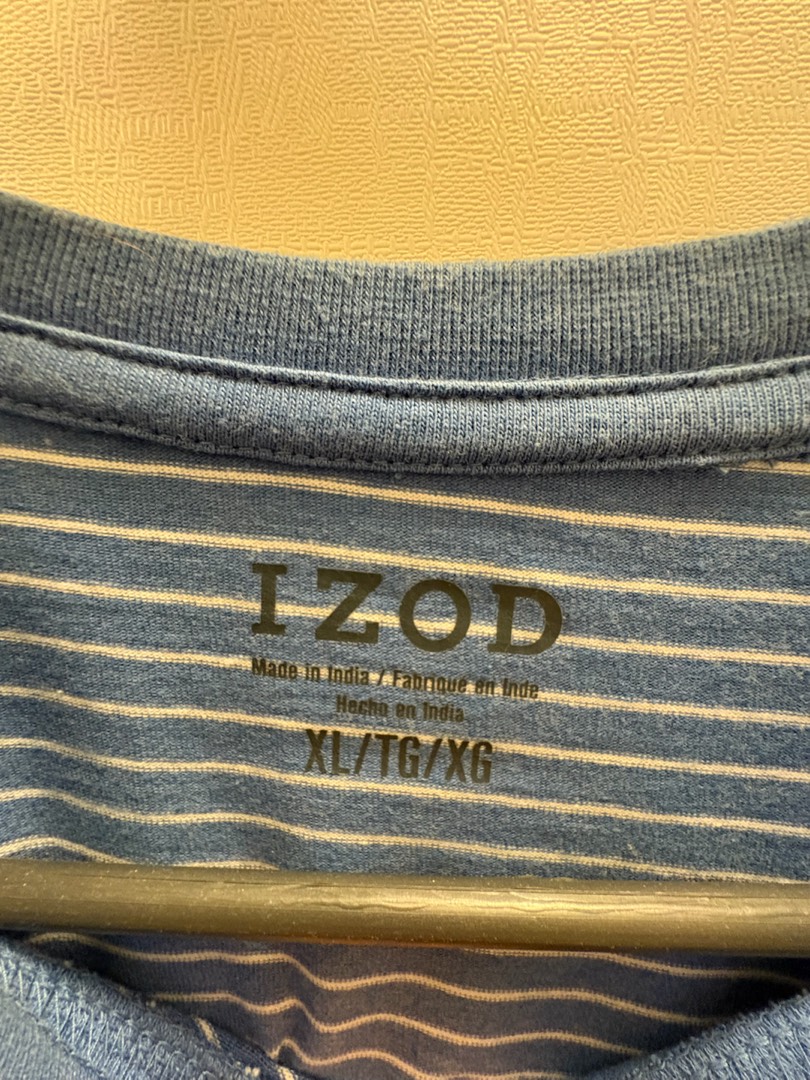 IZOD
Made in India / Fabriqué en Inde
Hecho en India
XL/TG/XG